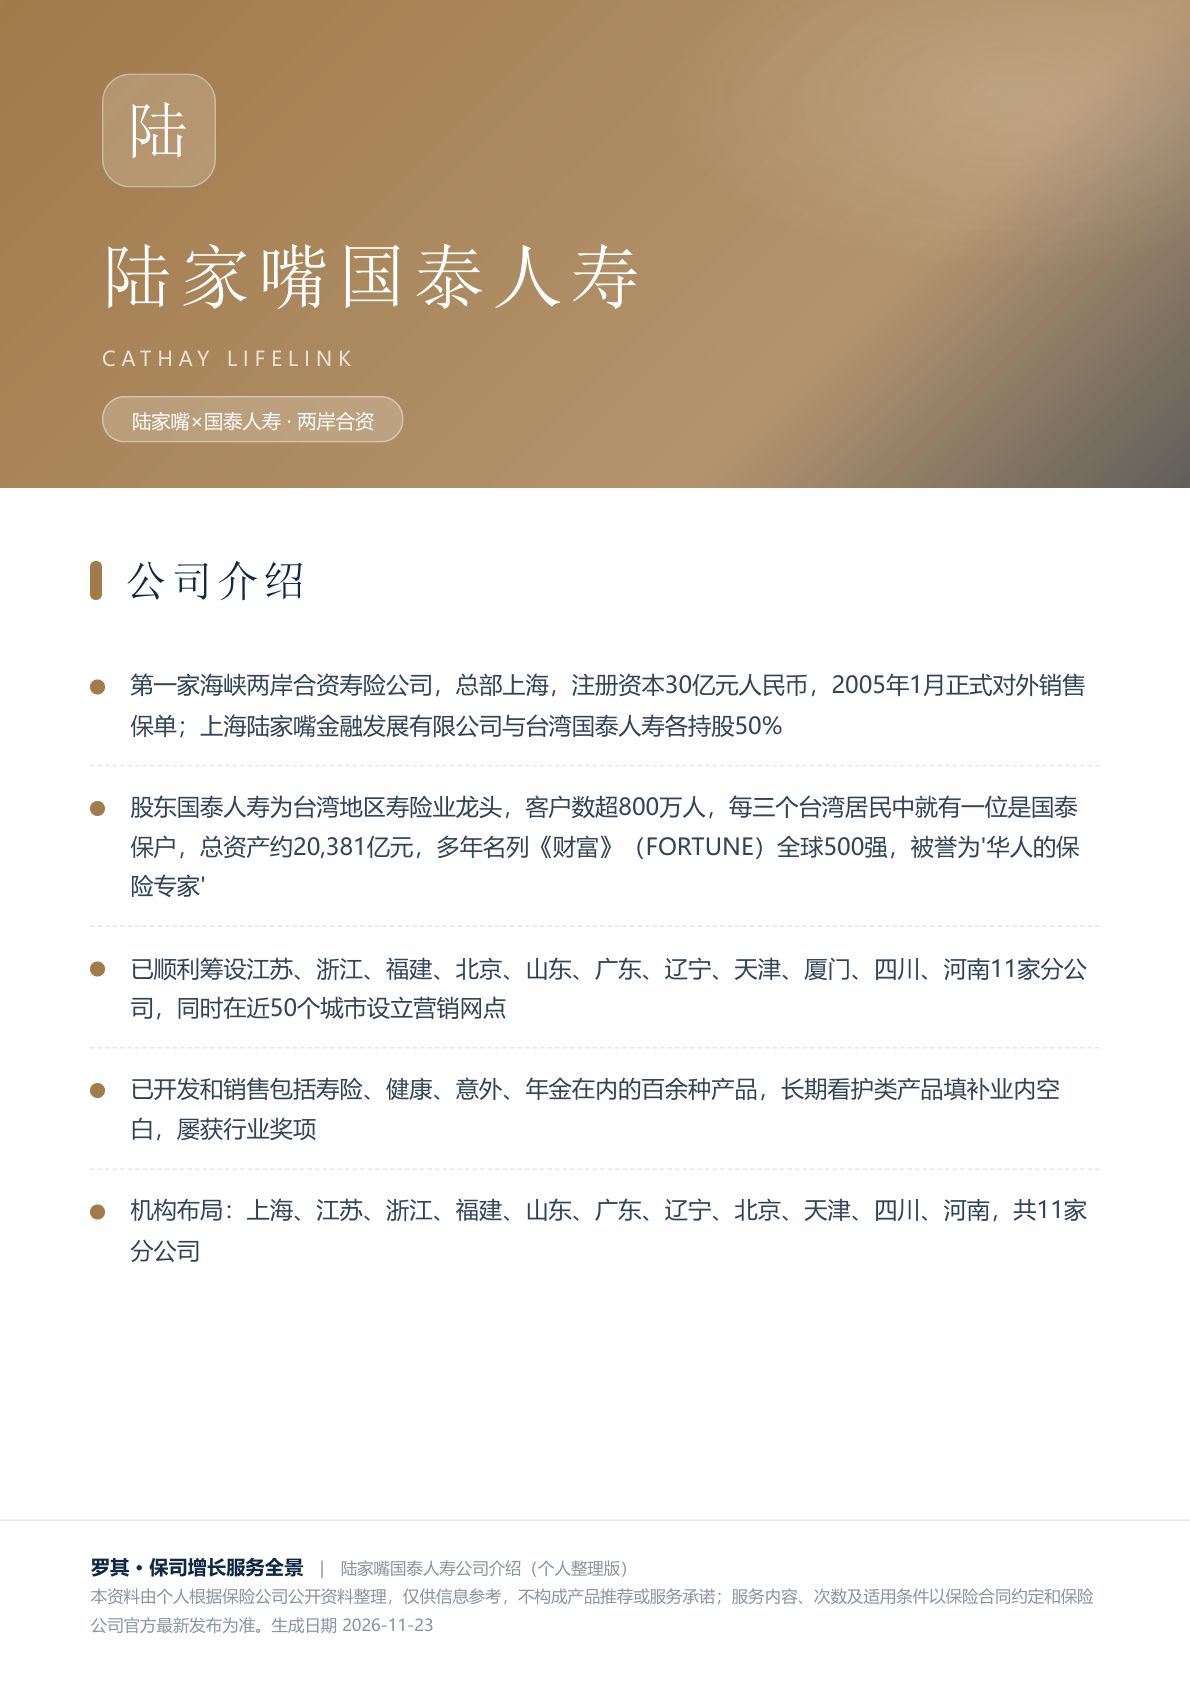 陆
陆家嘴国泰人寿
CATHAY LIFELINK
陆家嘴×国泰人寿 · 两岸合资
公司介绍
第一家海峡两岸合资寿险公司，总部上海，注册资本30亿元人民币，2005年1月正式对外销售
保单；上海陆家嘴金融发展有限公司与台湾国泰人寿各持股50%
股东国泰人寿为台湾地区寿险业龙头，客户数超800万人，每三个台湾居民中就有一位是国泰
保户，总资产约20,381亿元，多年名列《财富》（FORTUNE）全球500强，被誉为'华人的保
险专家'
已顺利筹设江苏、浙江、福建、北京、山东、广东、辽宁、天津、厦门、四川、河南11家分公
司，同时在近50个城市设立营销网点
已开发和销售包括寿险、健康、意外、年金在内的百余种产品，长期看护类产品填补业内空
白，屡获行业奖项
机构布局：上海、江苏、浙江、福建、山东、广东、辽宁、北京、天津、四川、河南，共11家
分公司
罗其·保司增长服务全景 | 陆家嘴国泰人寿公司介绍（个人整理版）
本资料由个人根据保险公司公开资料整理，仅供信息参考，不构成产品推荐或服务承诺；服务内容、次数及适用条件以保险合同约定和保险
公司官方最新发布为准。生成日期 2026-11-23